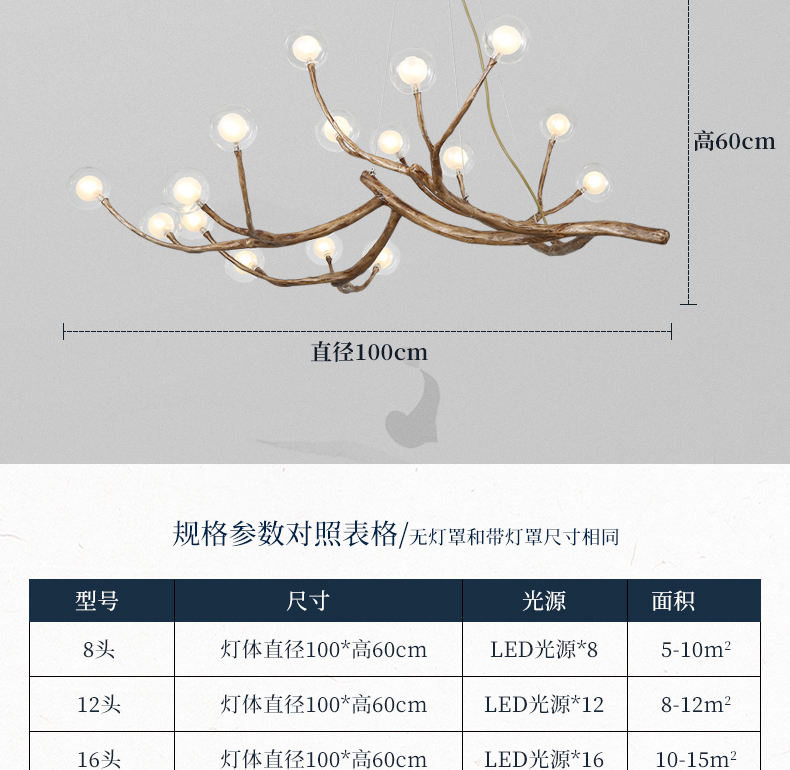 高60cm
直径100cm
规格参数对照表格/无灯罩和带灯罩尺寸相同
型号 尺寸 光源 面积
8头 灯体直径100*高60cm LED光源*8 5-10m²
12头 灯体直径100*高60cm LED光源*12 8-12m²
16头 灯体直径100*高60cm LED光源*16 10-15m²